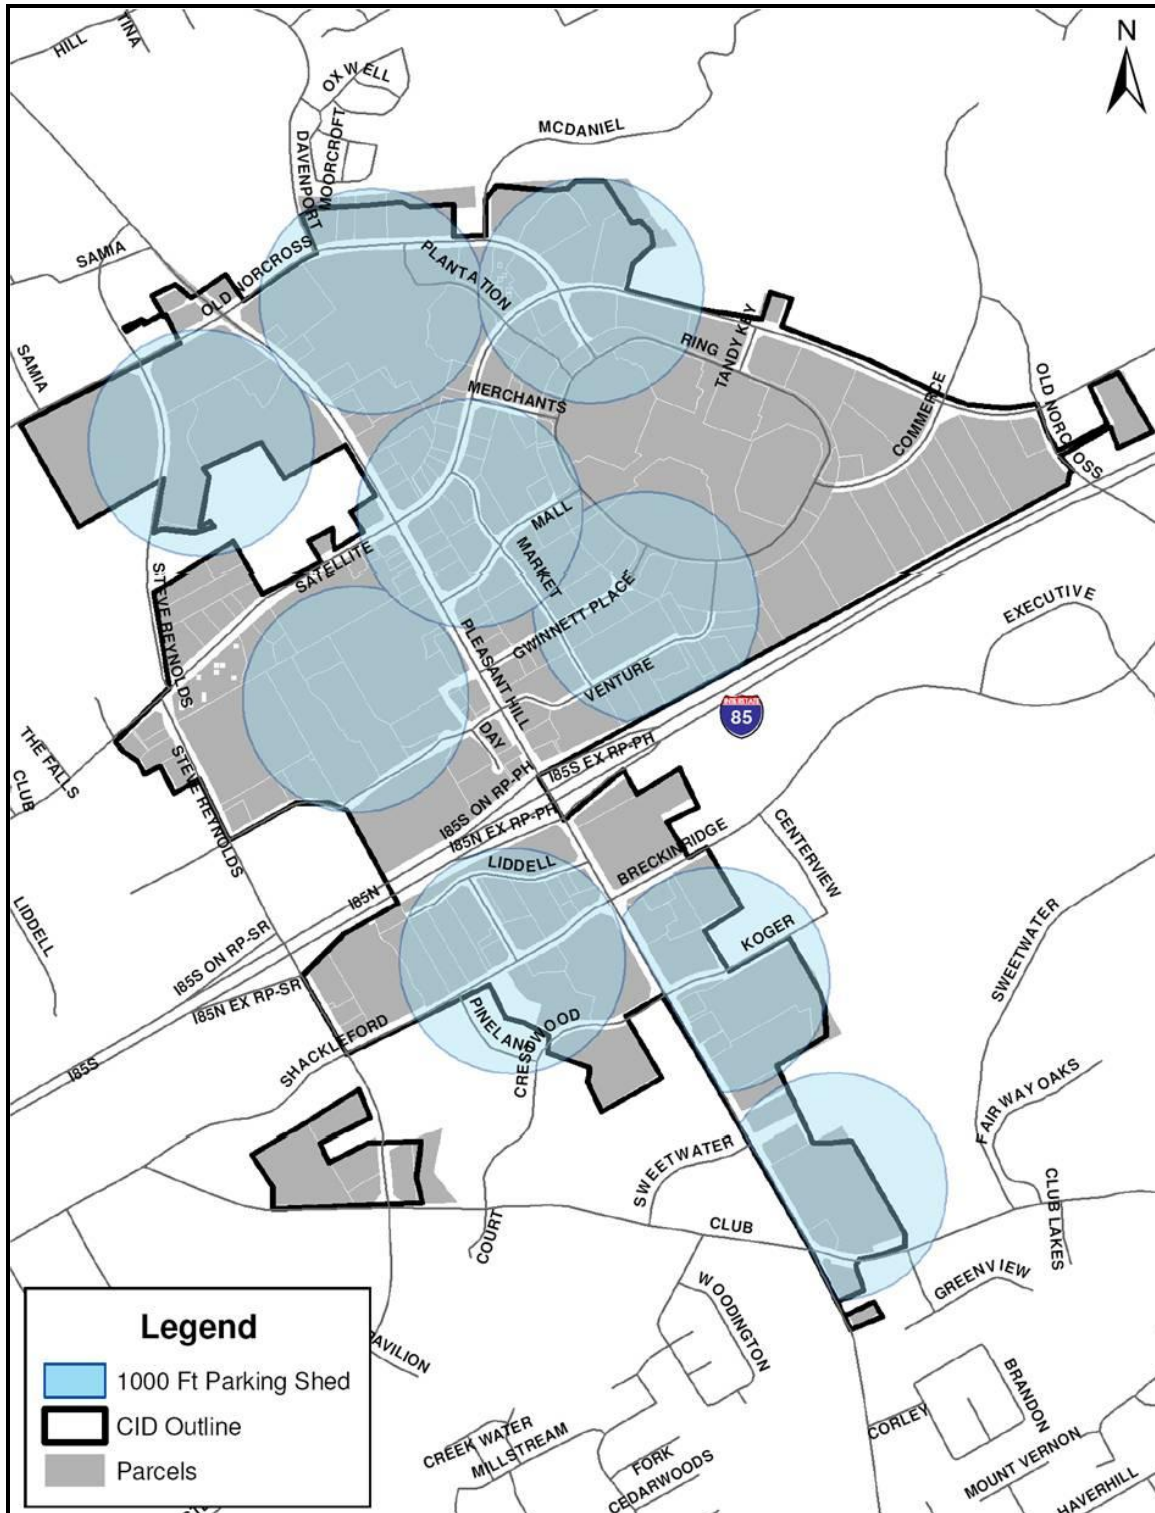 HILL
TINA
N
OXWELL
MOORCROFT
DAVENPORT
MCDANIEL
SAMIA
OLD NORCROSS
PLANTATION
SAMIA
RING
TANDY KEY
MERCHANTS
COMMERCE
OLD NORCROSS
MALL
MARKET
SATELLITE
STEVE REYNOLDS
GWINNETT PLACE
EXECUTIVE
PLEASANT HILL
VENTURE
INTERSTATE
85
DAY
THE FALLS
CLUB
STEVE REYNOLDS
I85S EX RP-PH
I85S ON RP-PH
I85N EX RP-PH
BRECKINRIDGE
CENTERVIEW
LIDDELL
I85N
LIDDELL
KOGER
SWEETWATER
I85S ON RP-SR
I85N EX RP-SR
PINELAND
CRESTWOOD
SHACKLEFORD
I85S
FAIR WAY OAKS
SWEETWATER
CLUB
CLUB LAKES
COURT
GREENVIEW
WOODINGTON
PAVILION
BRANDON
CORLEY
CREEK WATER
MILLSTREAM
FORK
CEDARWOODS
MOUNT VERNON
HAVERHILL
Legend
1000 Ft Parking Shed
CID Outline
Parcels